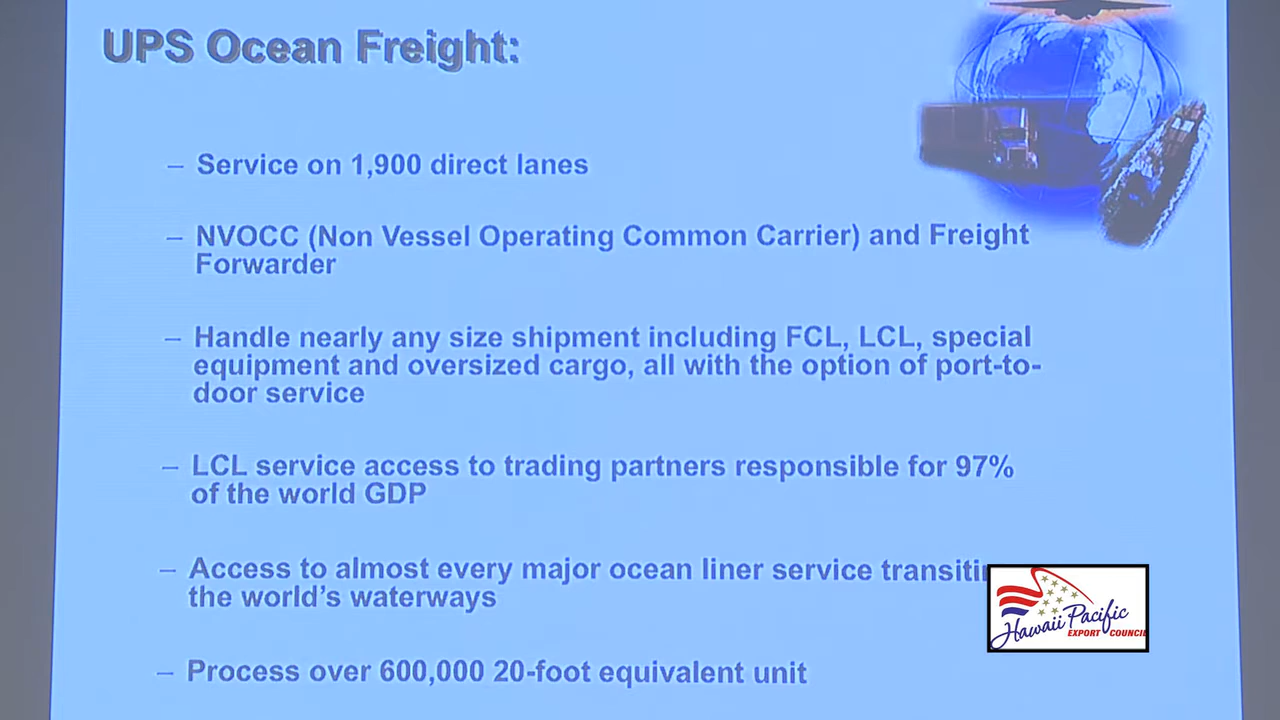 UPS Ocean Freight:
– Service on 1,900 direct lanes
– NVOCC (Non Vessel Operating Common Carrier) and Freight
Forwarder
– Handle nearly any size shipment including FCL, LCL, special
equipment and oversized cargo, all with the option of port-to-
door service
– LCL service access to trading partners responsible for 97%
of the world GDP
– Access to almost every major ocean liner service transiti
the world's waterways
Hawaii Pacific
EXPORT COUNCIL
– Process over 600,000 20-foot equivalent unit